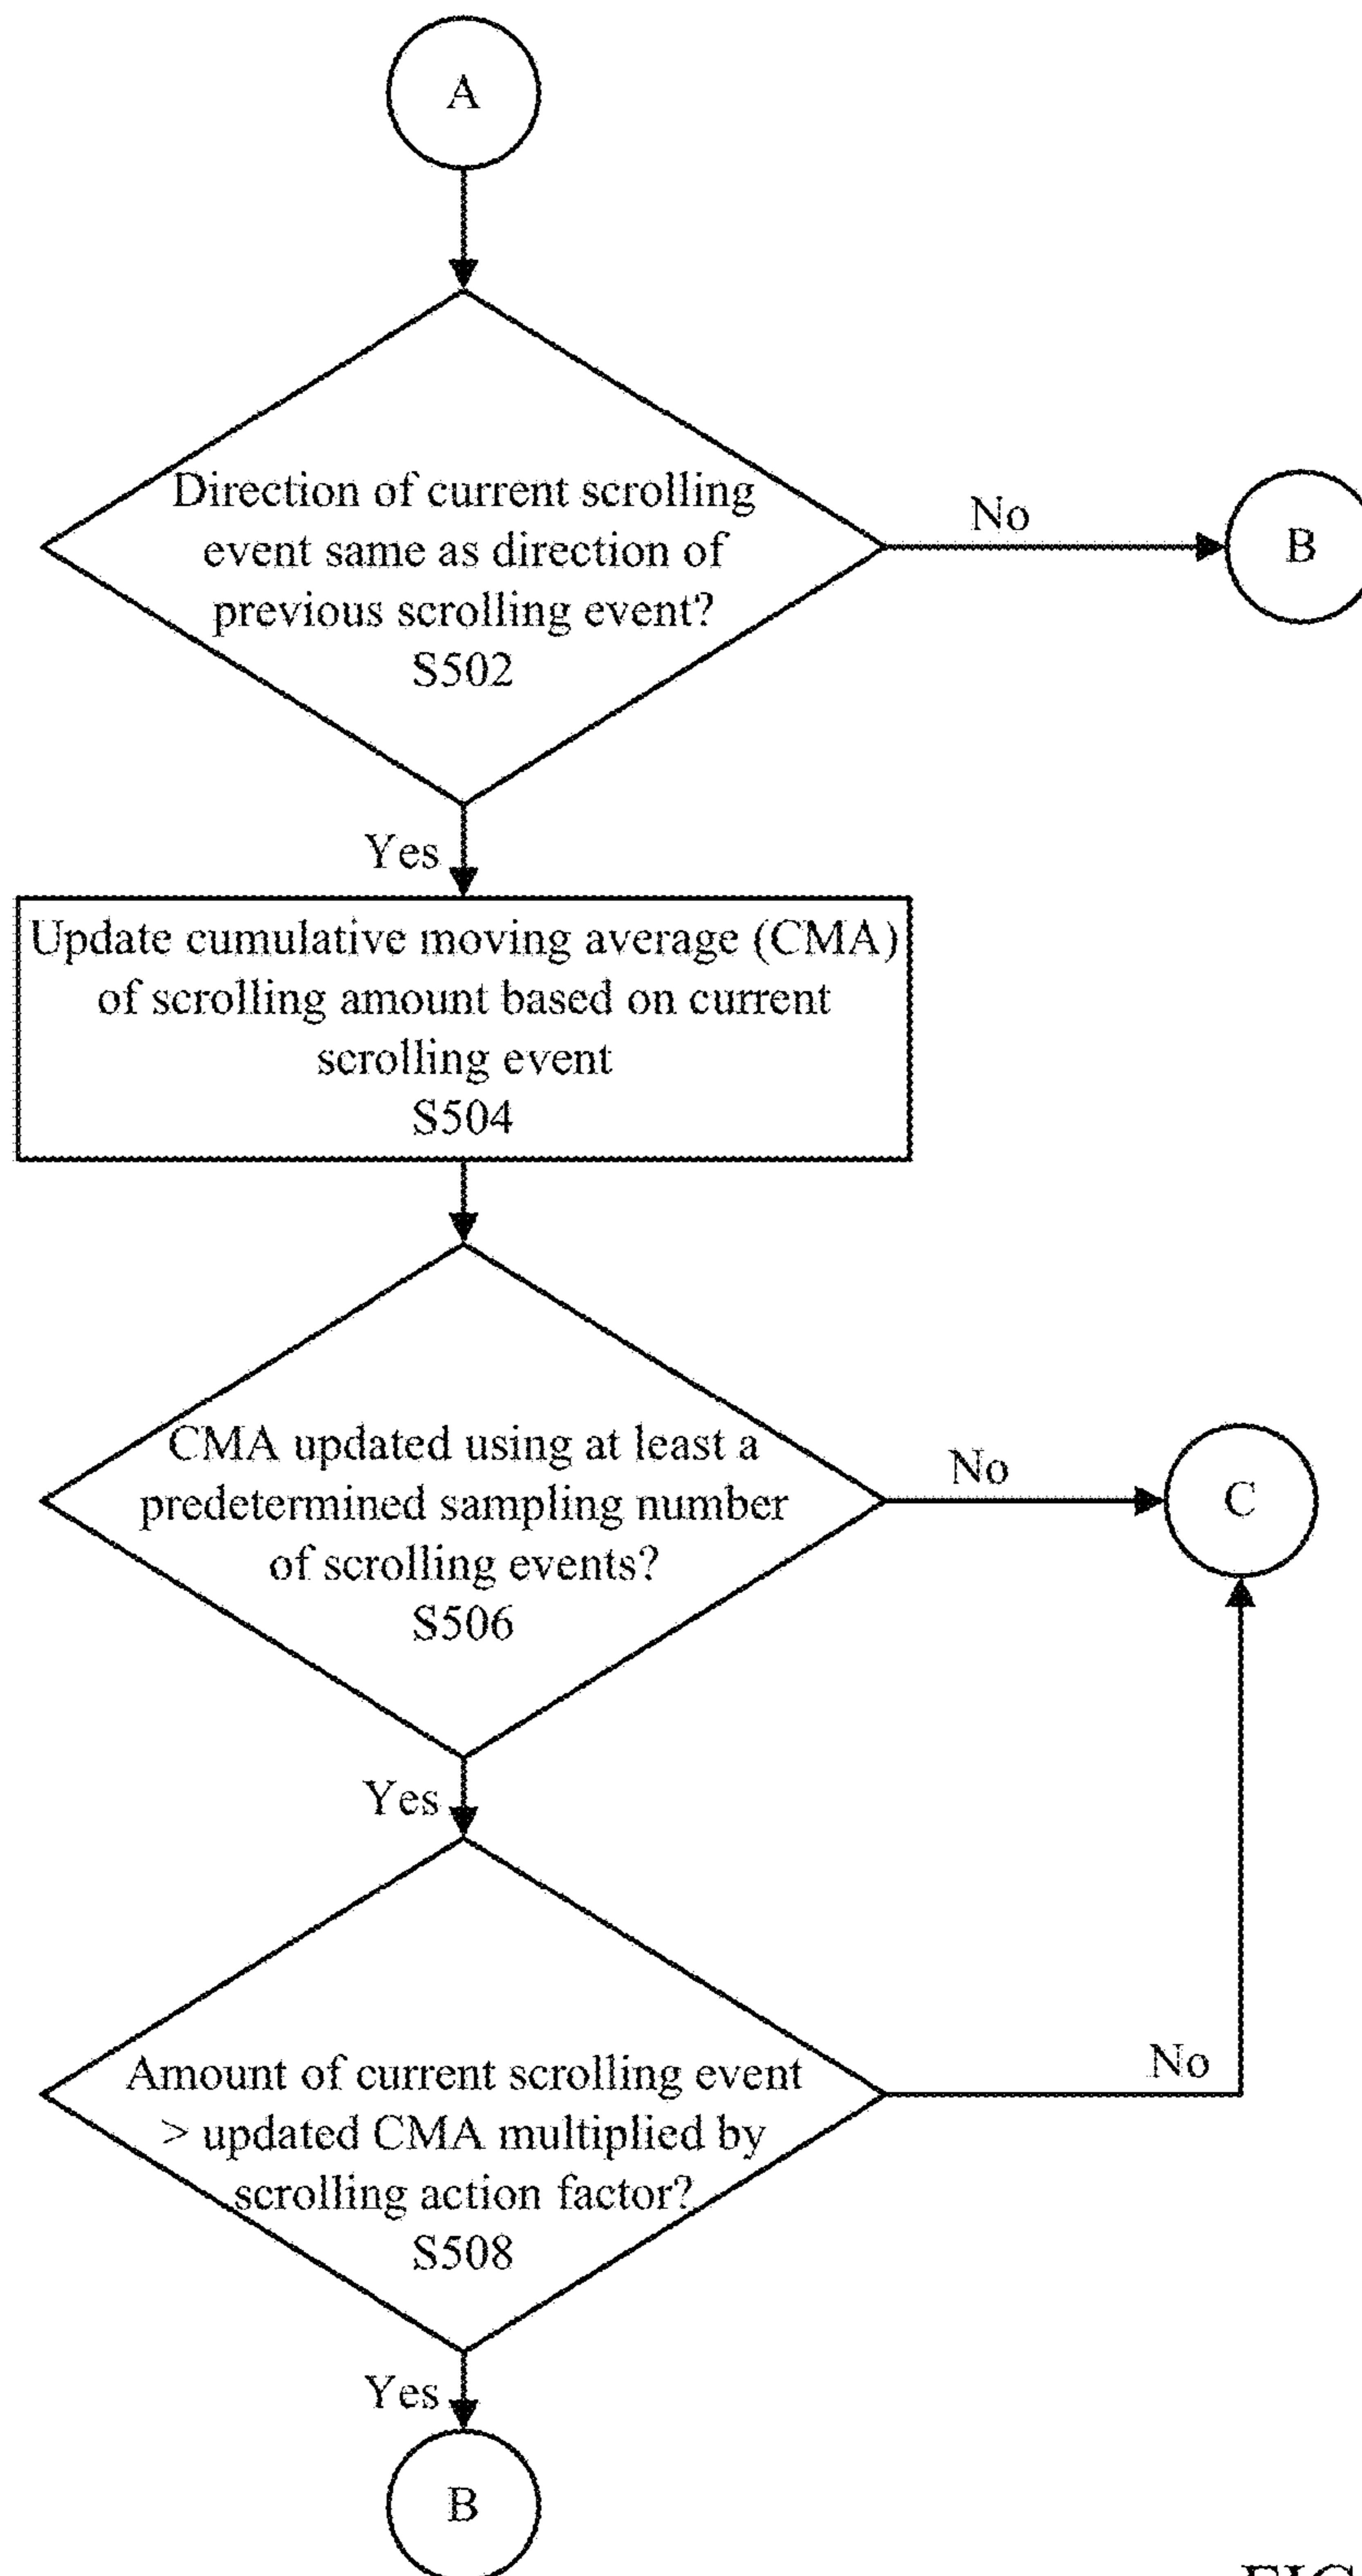 A
Direction of current scrolling
event same as direction of
previous scrolling event?
S502
No
B
Yes
Update cumulative moving average (CMA)
of scrolling amount based on current
scrolling event
S504
CMA updated using at least a
predetermined sampling number
of scrolling events?
S506
No
C
Yes
Amount of current scrolling event
> updated CMA multiplied by
scrolling action factor?
S508
No
Yes
B